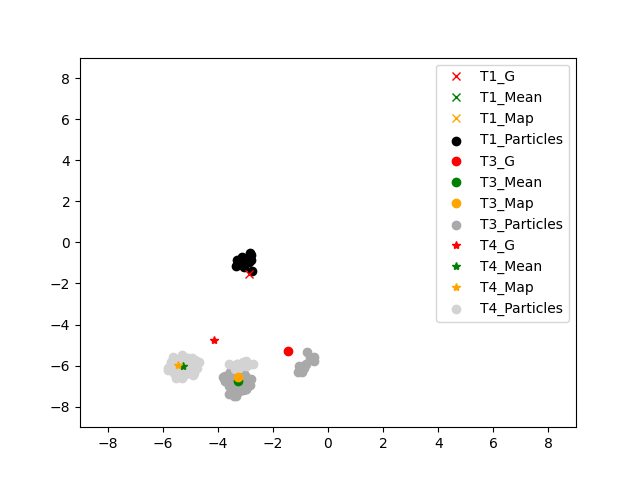 8
6
4
2
0
−2
−4
−6
−8
−8
−6
−4
−2
0
2
4
6
8
T1_G
T1_Mean
T1_Map
T1_Particles
T3_G
T3_Mean
T3_Map
T3_Particles
T4_G
T4_Mean
T4_Map
T4_Particles